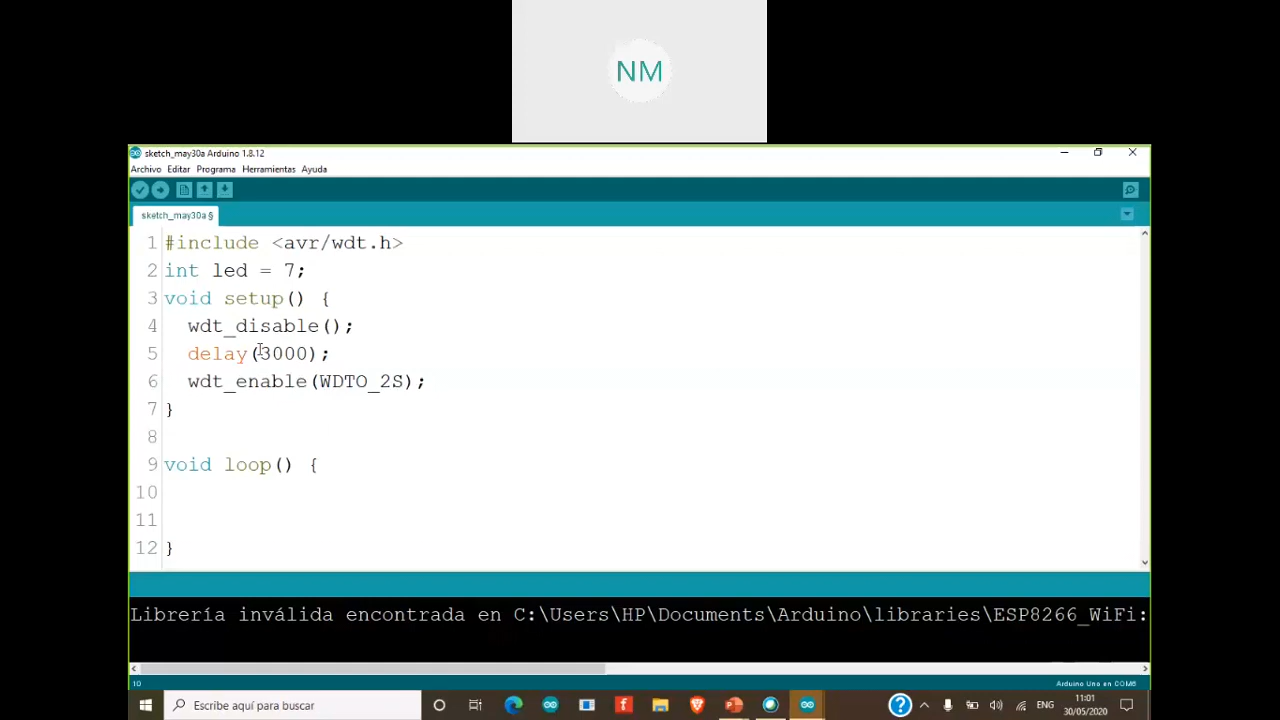 NM
sketch_may30a Arduino 1.8.12
Archivo Editar Programa Herramientas Ayuda
sketch_may30a §
1 #include <avr/wdt.h>
2 int led = 7;
3 void setup() {
4 wdt_disable();
5 delay(3000);
6 wdt_enable(WDTO_2S);
7 }
8
9 void loop() {
10
11
12 }
Librería inválida encontrada en C:\Users\HP\Documents\Arduino\libraries\ESP8266_WiFi:
10
Arduino Uno en COM6
Escribe aquí para buscar
ENG
11:01
30/05/2020